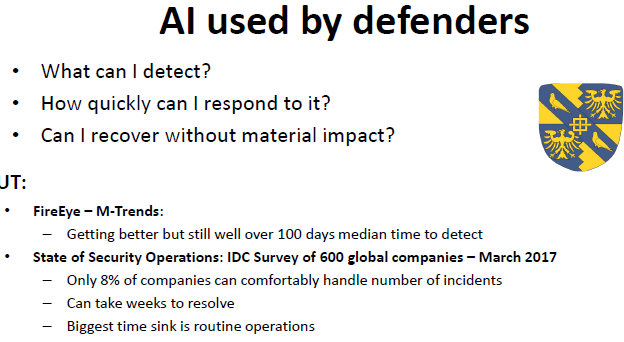 AI used by defenders
• What can I detect?
• How quickly can I respond to it?
• Can I recover without material impact?
UT:
• FireEye – M-Trends:
– Getting better but still well over 100 days median time to detect
• State of Security Operations: IDC Survey of 600 global companies – March 2017
– Only 8% of companies can comfortably handle number of incidents
– Can take weeks to resolve
– Biggest time sink is routine operations